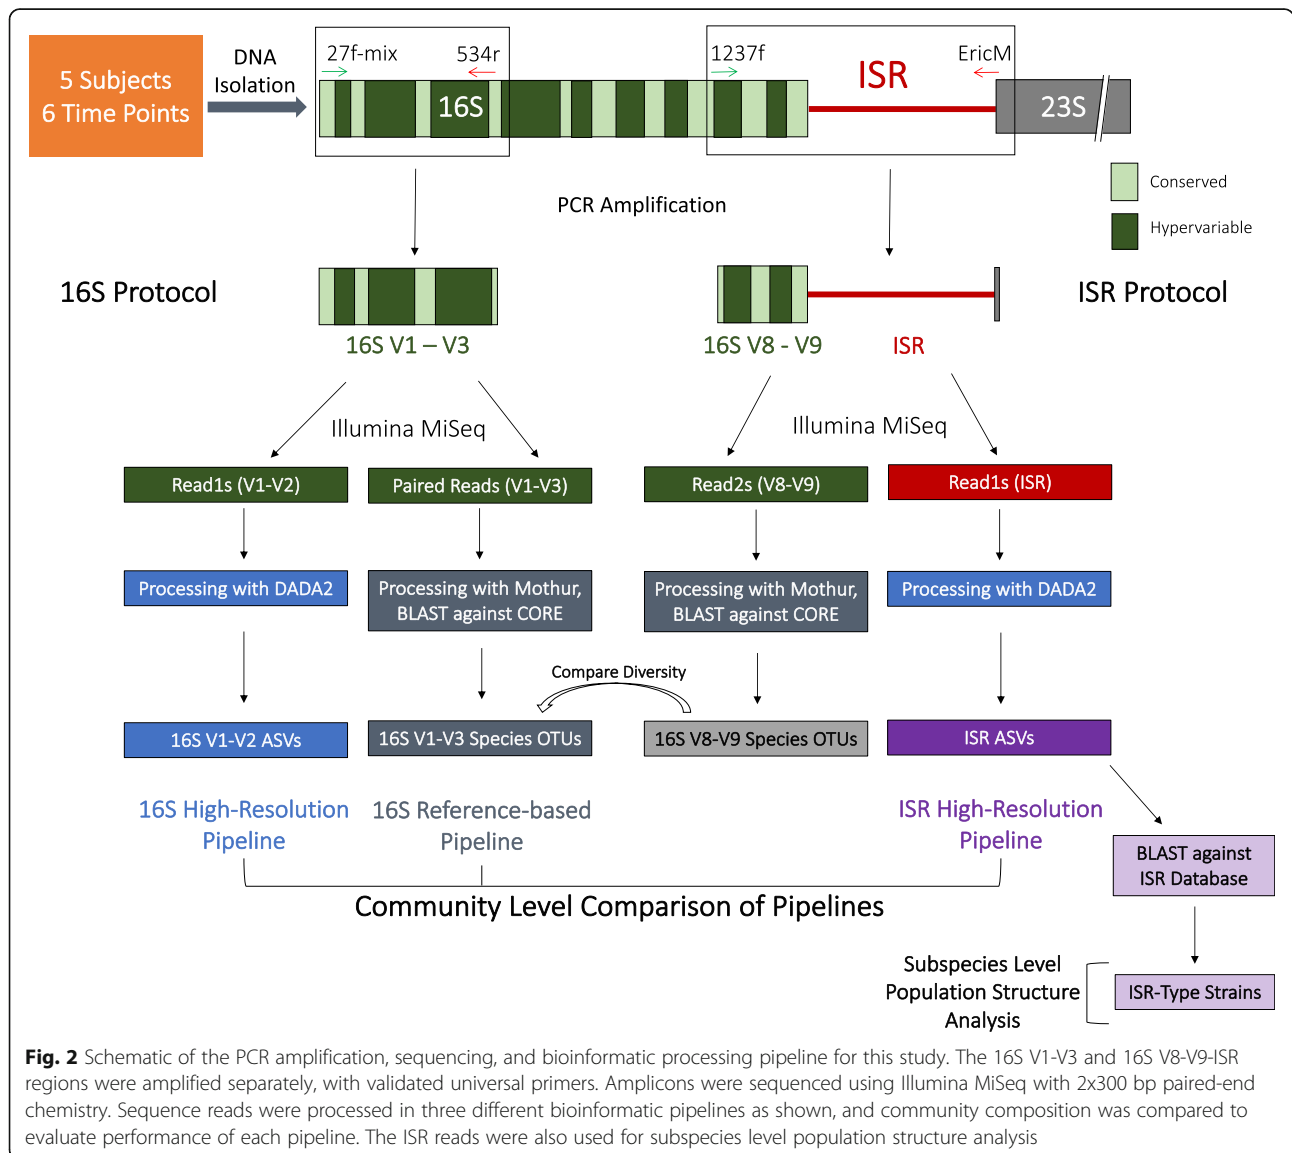 5 Subjects
6 Time Points
DNA
Isolation
27f-mix
534r
16S
1237f
ISR
EricM
23S
Conserved
Hypervariable
PCR Amplification
16S Protocol
ISR Protocol
16S V1 – V3
16S V8 - V9
ISR
Illumina MiSeq
Illumina MiSeq
Read1s (V1-V2)
Paired Reads (V1-V3)
Read2s (V8-V9)
Read1s (ISR)
Processing with DADA2
Processing with Mothur,
BLAST against CORE
Processing with Mothur,
BLAST against CORE
Processing with DADA2
Compare Diversity
16S V1-V2 ASVs
16S V1-V3 Species OTUs
16S V8-V9 Species OTUs
ISR ASVs
16S High-Resolution
Pipeline
16S Reference-based
Pipeline
ISR High-Resolution
Pipeline
BLAST against
ISR Database
Community Level Comparison of Pipelines
Subspecies Level
Population Structure
Analysis
ISR-Type Strains
Fig. 2 Schematic of the PCR amplification, sequencing, and bioinformatic processing pipeline for this study. The 16S V1-V3 and 16S V8-V9-ISR
regions were amplified separately, with validated universal primers. Amplicons were sequenced using Illumina MiSeq with 2x300 bp paired-end
chemistry. Sequence reads were processed in three different bioinformatic pipelines as shown, and community composition was compared to
evaluate performance of each pipeline. The ISR reads were also used for subspecies level population structure analysis